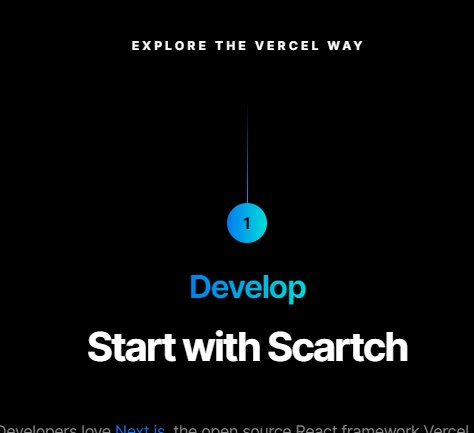 EXPLORE THE VERCEL WAY
1
Develop
Start with Scartch
Developers love Next.js, the open source React framework Vercel